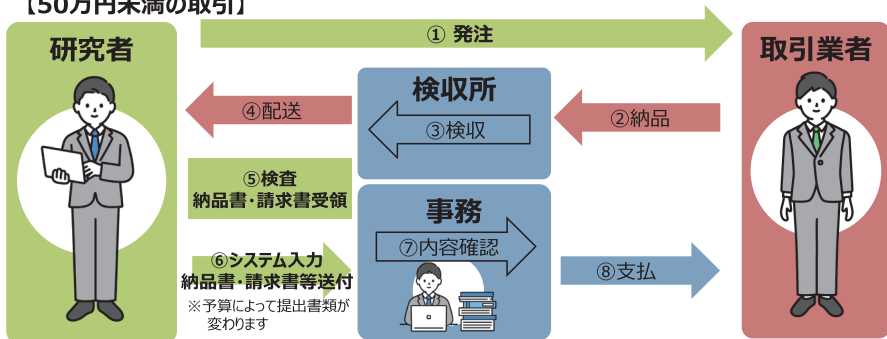 【50万円未満の取引】
研究者
① 発注
取引業者
検収所
④配送
③検収
②納品
⑤検査
納品書・請求書受領
事務
⑦内容確認
⑥システム入力
納品書・請求書等送付
※予算によって提出書類が
変わります
⑧支払